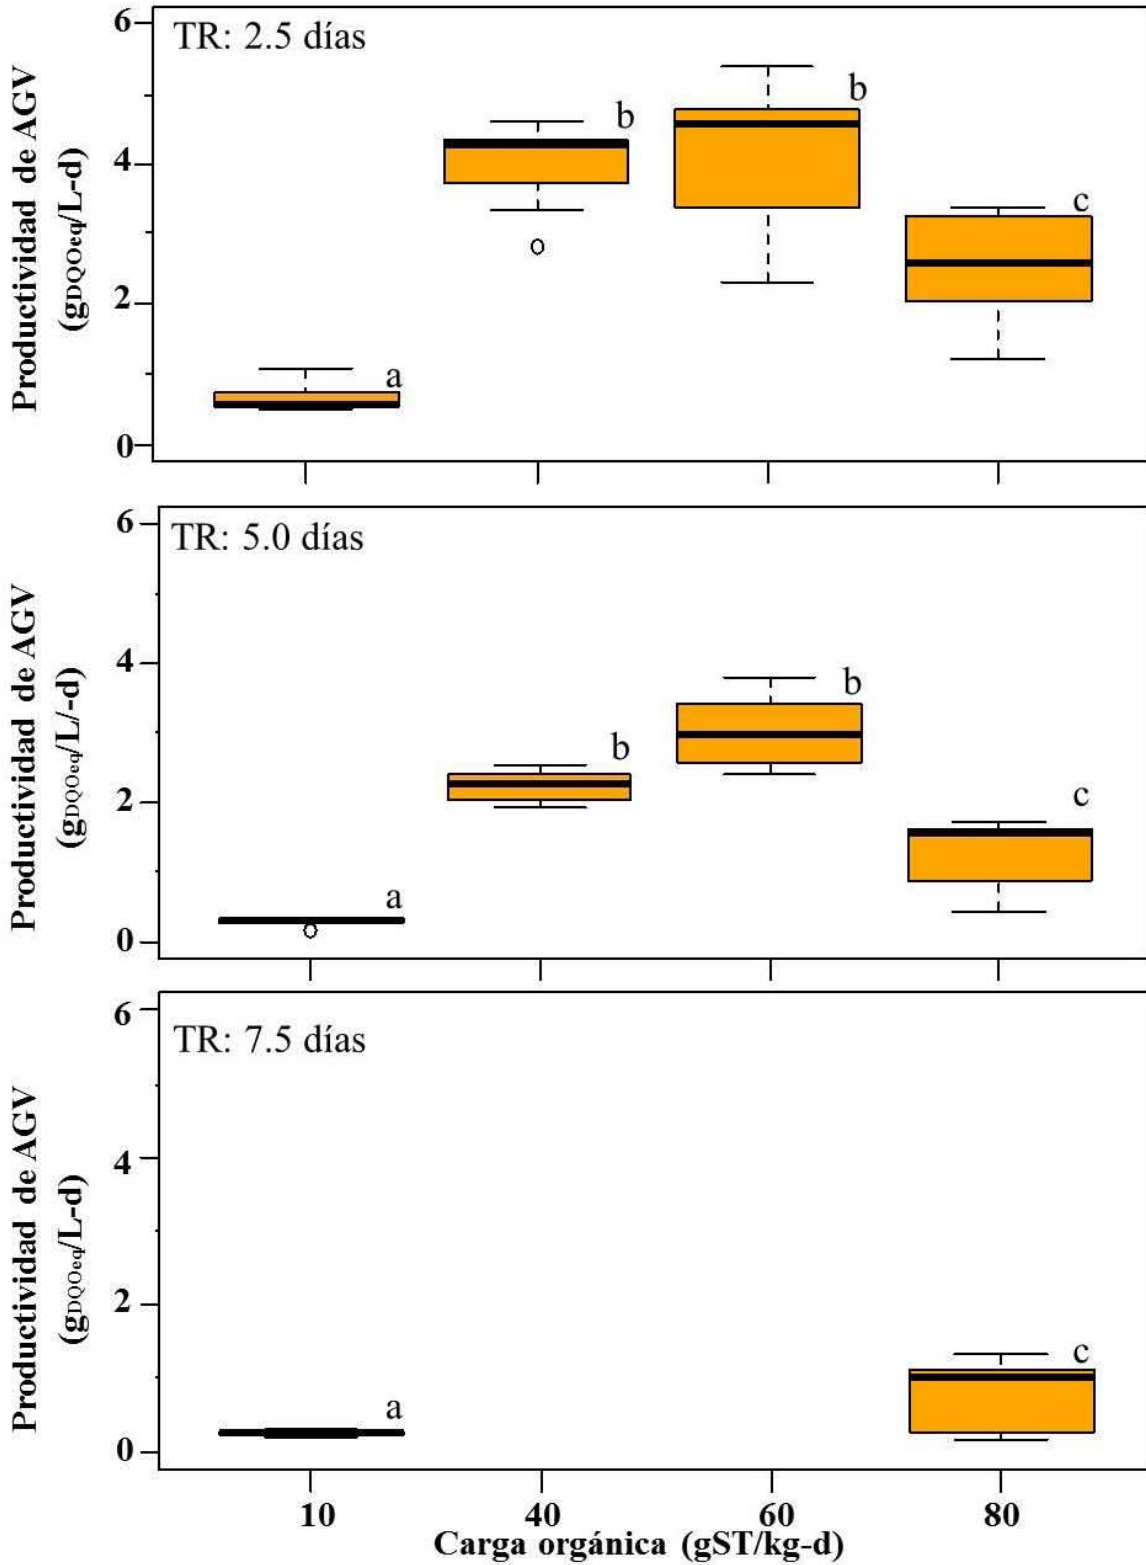 6
TR: 2.5 días
4
2
0
Productividad de AGV
(gDQOeq/L-d)
a
b
b
c
6
TR: 5.0 días
4
2
0
Productividad de AGV
(gDQOeq/L/-d)
a
b
b
c
6
TR: 7.5 días
4
2
0
Productividad de AGV
(gDQOeq/L-d)
a
c
10 40 60 80
Carga orgánica (gST/kg-d)